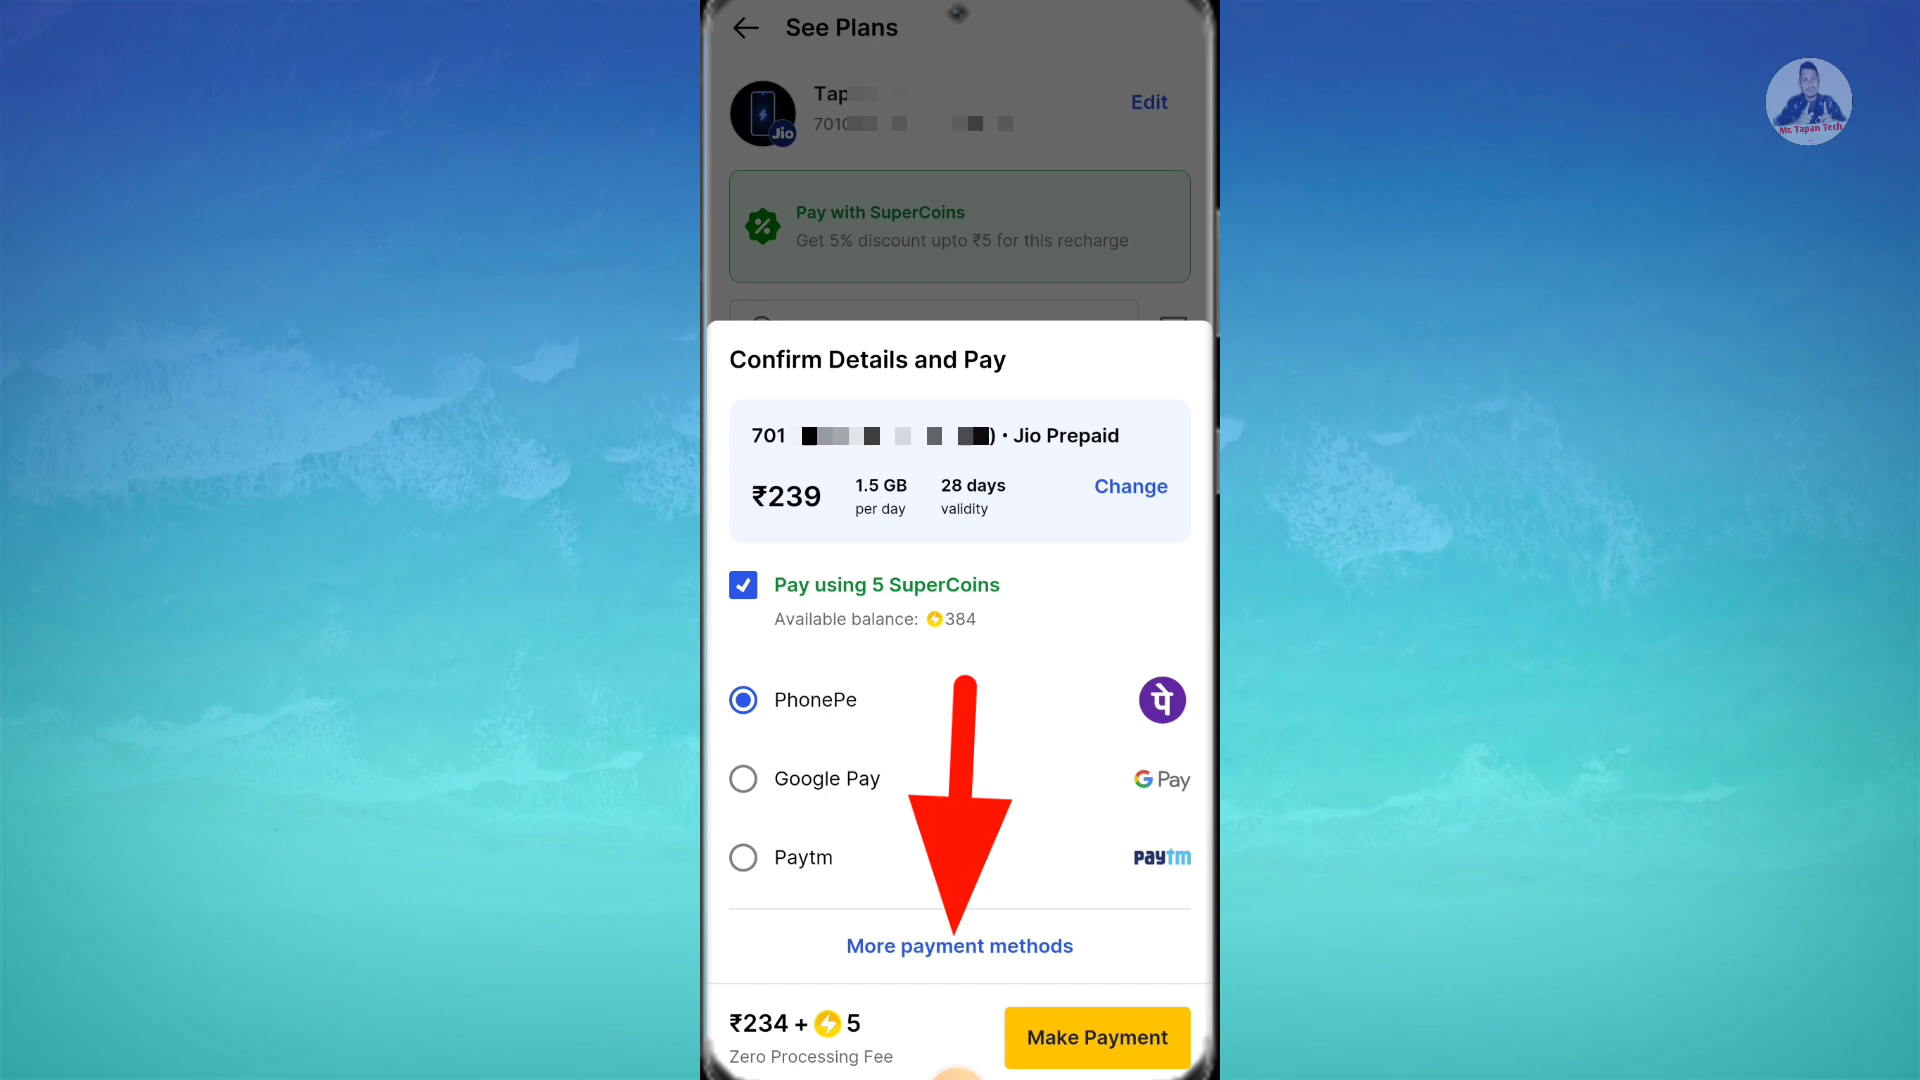 See Plans
Tap
Edit
7010
Jio
Pay with SuperCoins
Get 5% discount upto ₹5 for this recharge
Mr. Tapan Tech
Confirm Details and Pay
701 ) • Jio Prepaid
₹239 1.5 GB 28 days Change
per day validity
Pay using 5 SuperCoins
Available balance: 384
PhonePe पे
Google Pay G Pay
Paytm paytm
More payment methods
₹234 + 5
Zero Processing Fee
Make Payment